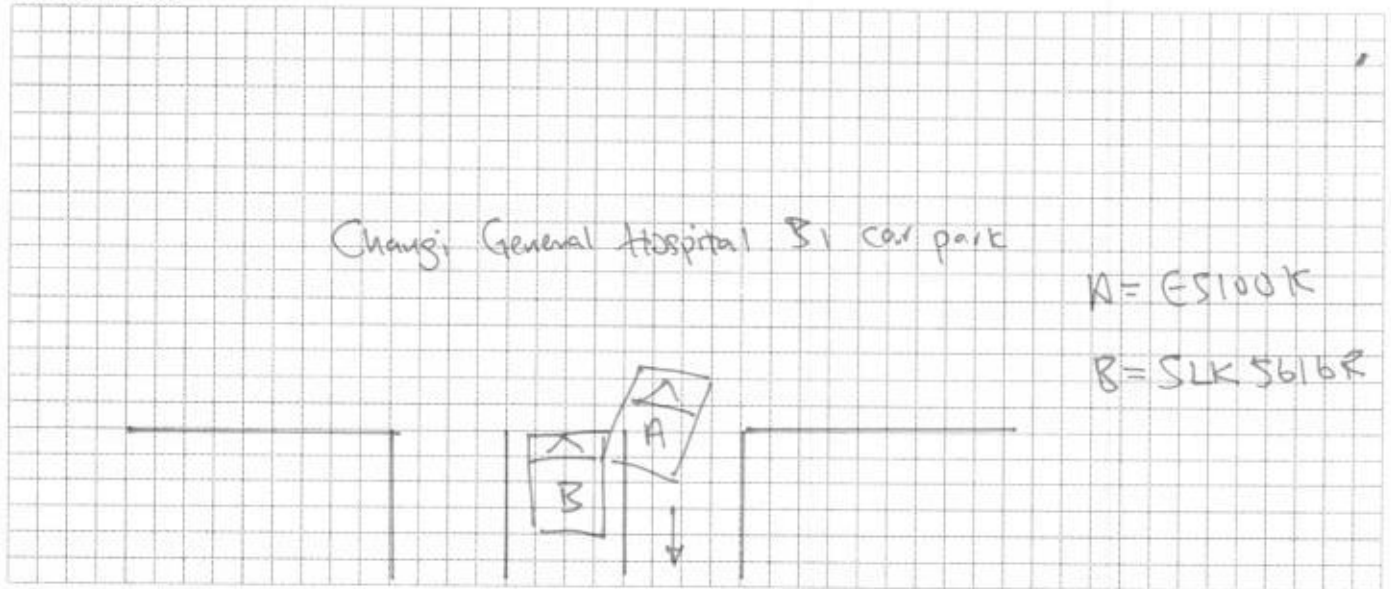 Changi General Hospital B1 car park
A = E5100K
B = SLK 5616R
A
B